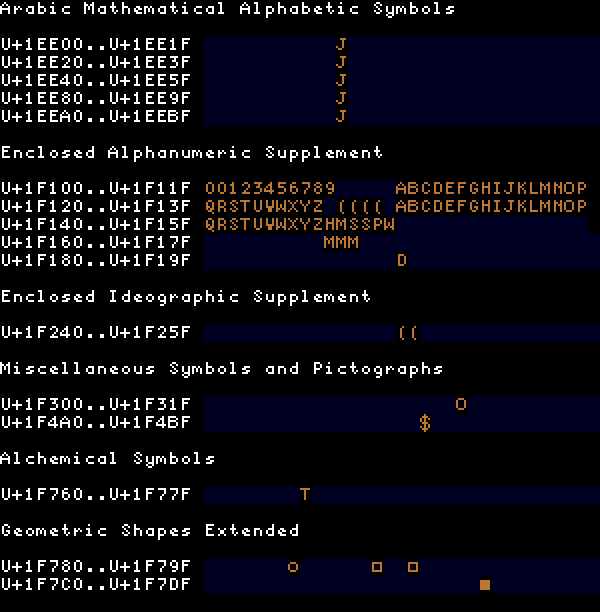 Arabic Mathematical Alphabetic Symbols
U+1EE00..U+1EE1F J
U+1EE20..U+1EE3F J
U+1EE40..U+1EE5F J
U+1EE80..U+1EE9F J
U+1EEA0..U+1EEBF J
Enclosed Alphanumeric Supplement
U+1F100..U+1F11F 00123456789 ABCDEFGHIJKLMNOP
U+1F120..U+1F13F QRSTUVWXYZ (((( ABCDEFGHIJKLMNOP
U+1F140..U+1F15F QRSTUVWXYZHMSSPW
U+1F160..U+1F17F MMM
U+1F180..U+1F19F D
Enclosed Ideographic Supplement
U+1F240..U+1F25F ((
Miscellaneous Symbols and Pictographs
U+1F300..U+1F31F O
U+1F4A0..U+1F4BF $
Alchemical Symbols
U+1F760..U+1F77F T
Geometric Shapes Extended
U+1F780..U+1F79F ○ □ □
U+1F7C0..U+1F7DF ■